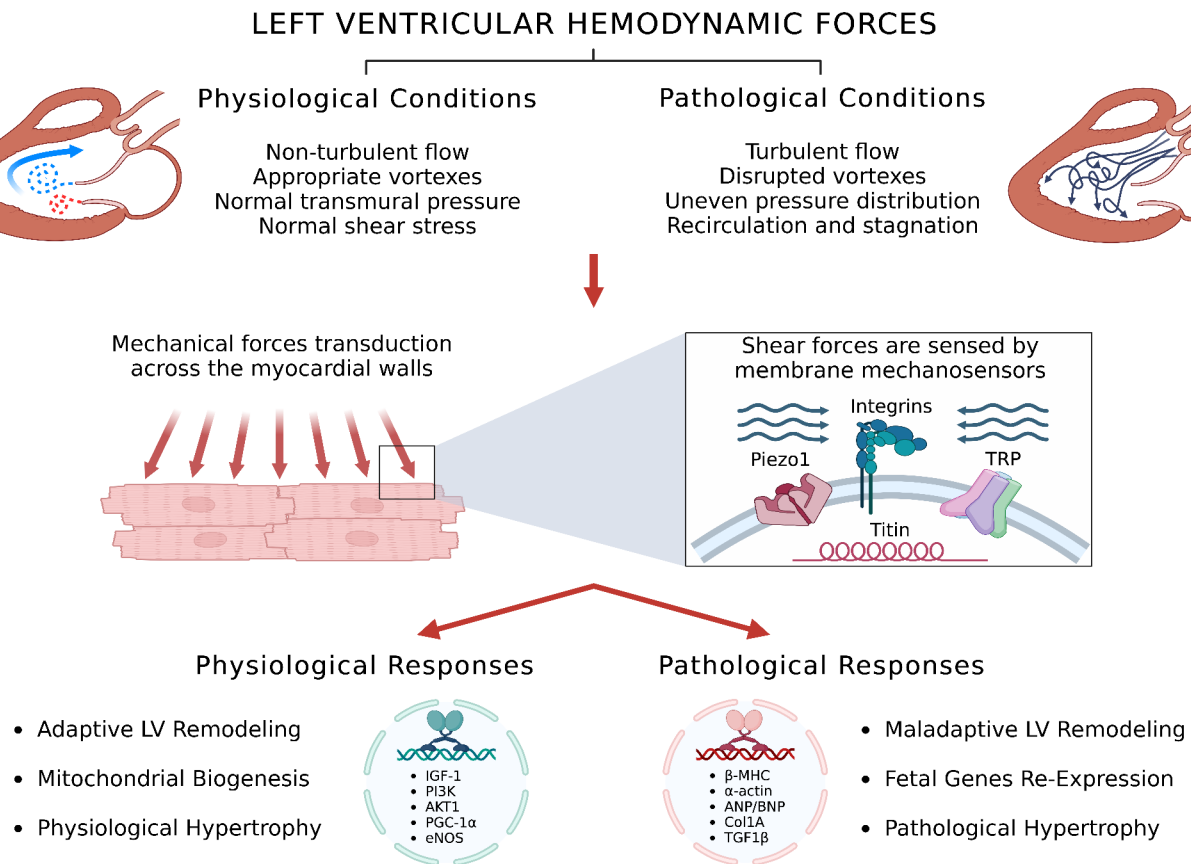 LEFT VENTRICULAR HEMODYNAMIC FORCES
Physiological Conditions
Non-turbulent flow
Appropriate vortexes
Normal transmural pressure
Normal shear stress
Pathological Conditions
Turbulent flow
Disrupted vortexes
Uneven pressure distribution
Recirculation and stagnation
Mechanical forces transduction
across the myocardial walls
Shear forces are sensed by
membrane mechanosensors
Integrins
Piezo1
TRP
Titin
Physiological Responses
• Adaptive LV Remodeling
• Mitochondrial Biogenesis
• Physiological Hypertrophy
• IGF-1
• PI3K
• AKT1
• PGC-1α
• eNOS
Pathological Responses
• β-MHC
• α-actin
• ANP/BNP
• Col1A
• TGF1β
• Maladaptive LV Remodeling
• Fetal Genes Re-Expression
• Pathological Hypertrophy